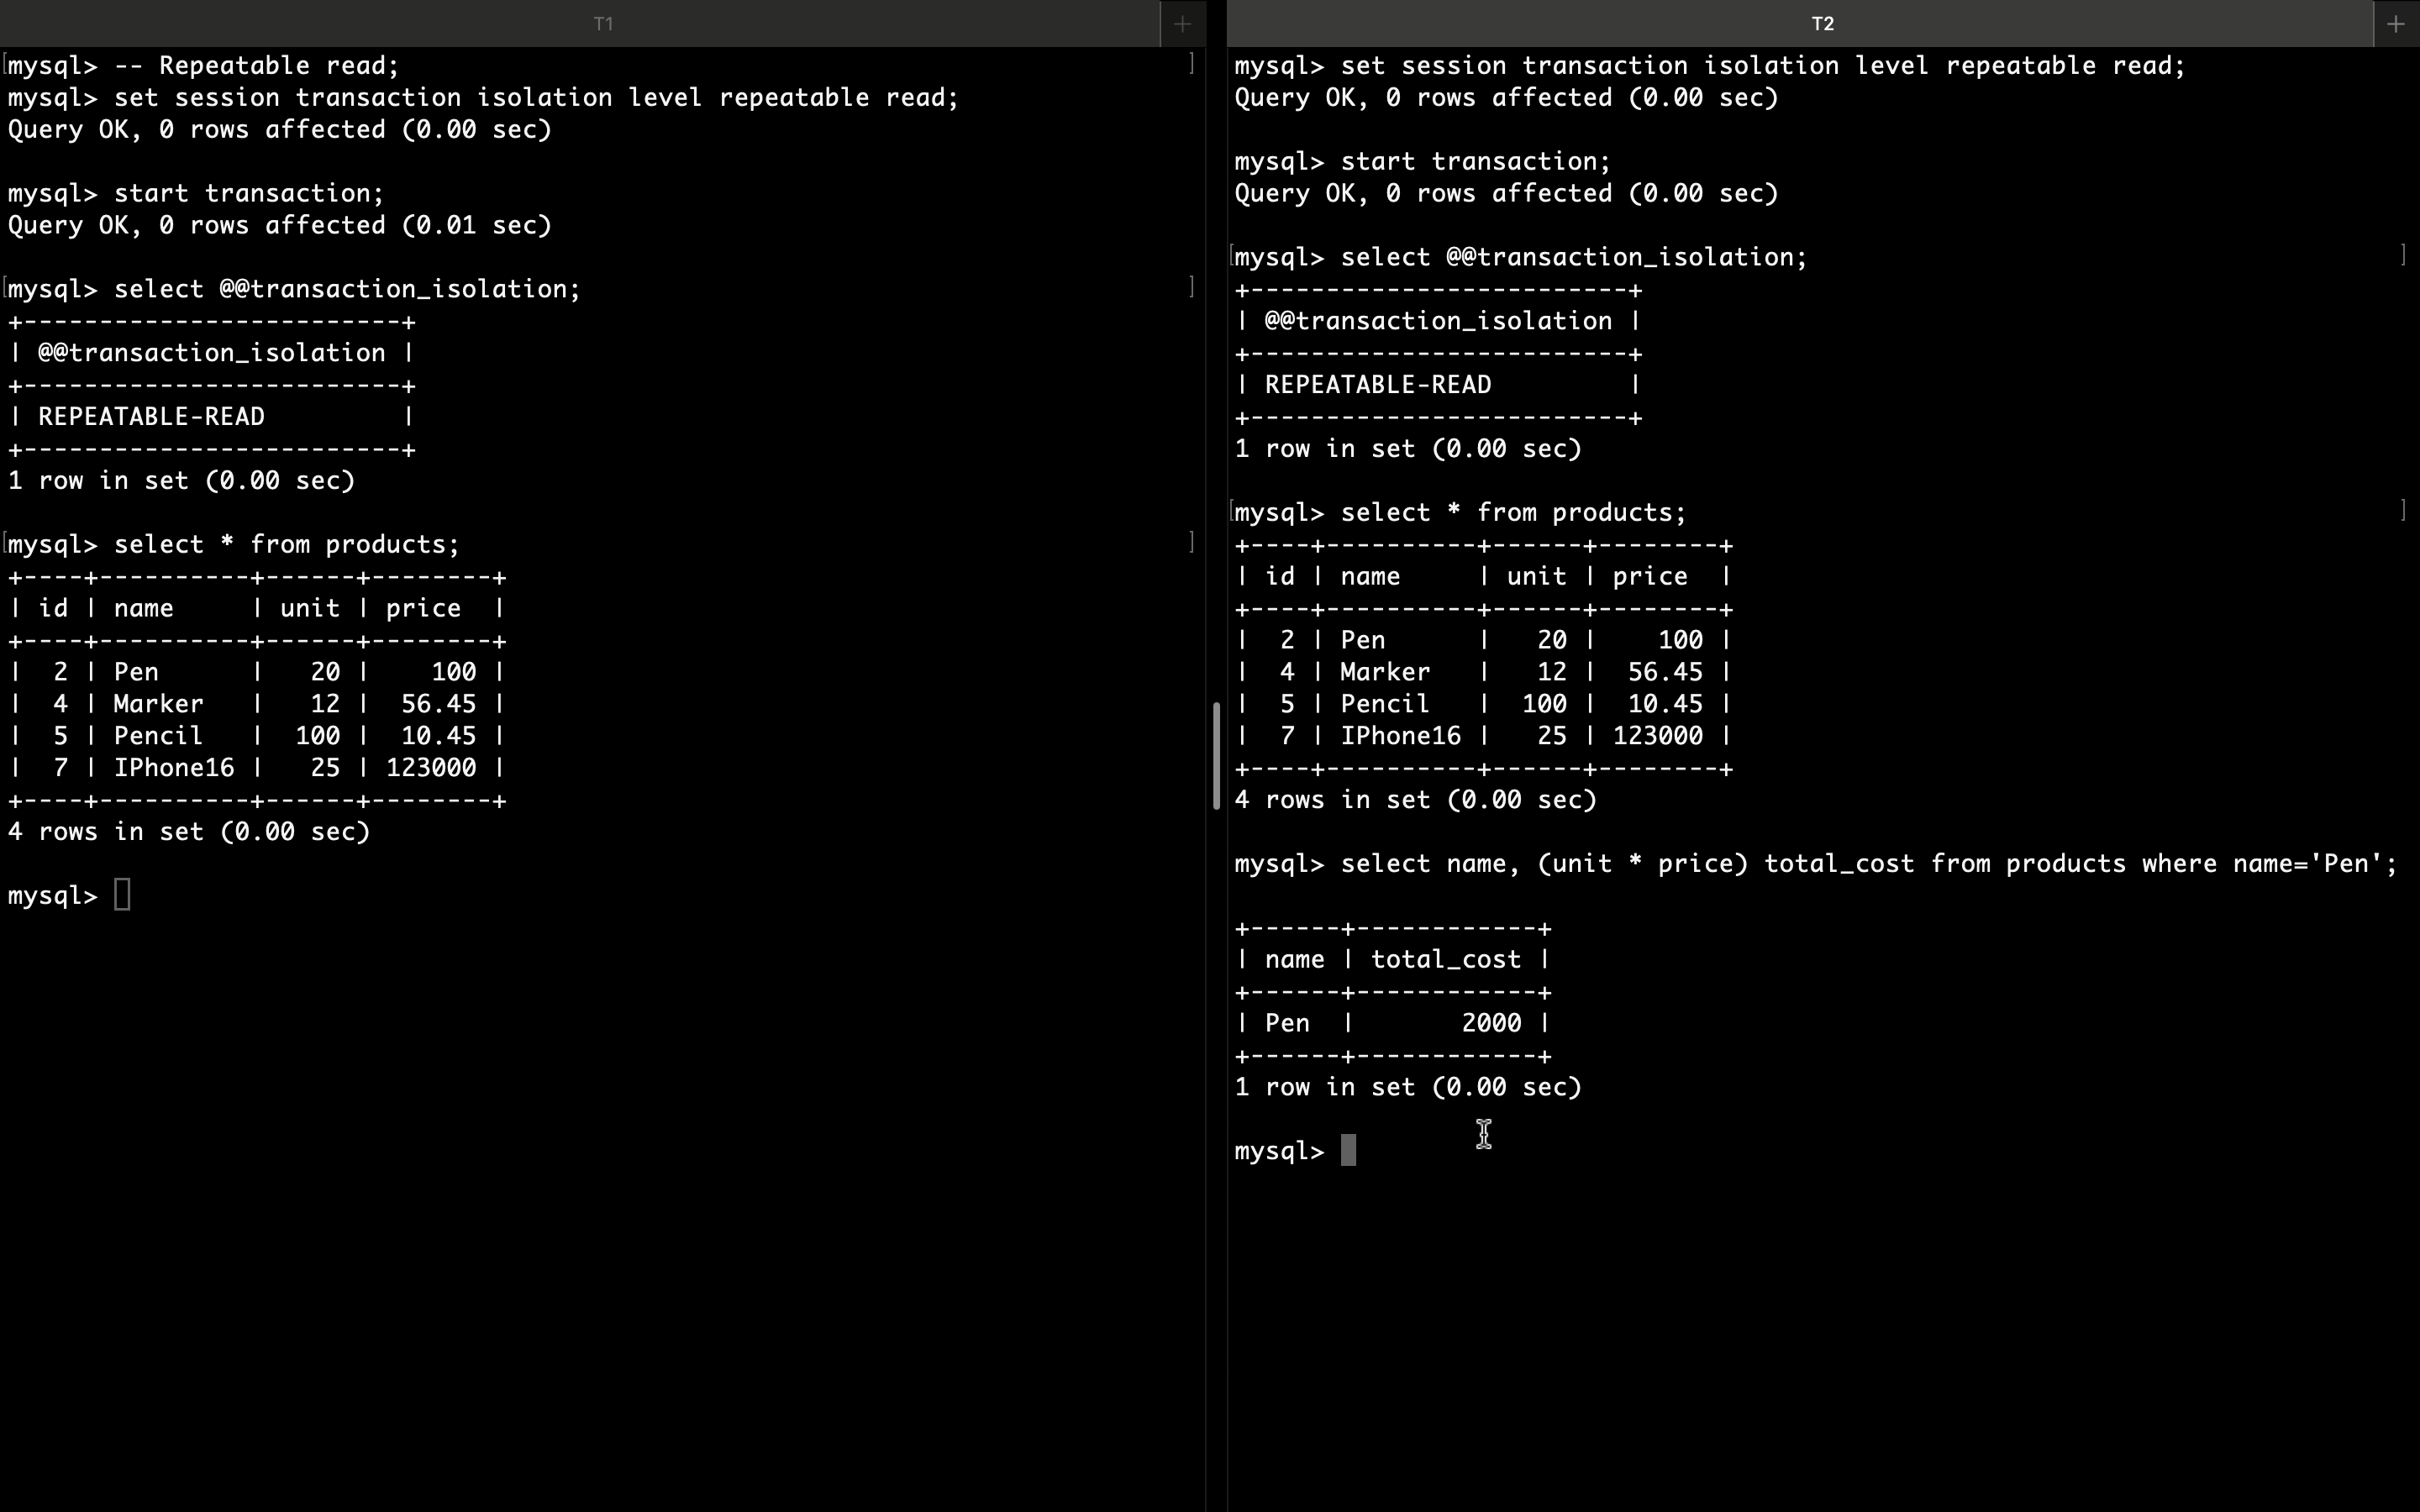 T1
+
mysql> -- Repeatable read;
mysql> set session transaction isolation level repeatable read;
Query OK, 0 rows affected (0.00 sec)
mysql> start transaction;
Query OK, 0 rows affected (0.01 sec)
[mysql> select @@transaction_isolation; ]
+-------------------------+
| @@transaction_isolation |
+-------------------------+
| REPEATABLE-READ         |
+-------------------------+
1 row in set (0.00 sec)
[mysql> select * from products; ]
+----+----------+------+--------+
| id | name     | unit | price  |
+----+----------+------+--------+
|  2 | Pen      |   20 |    100 |
|  4 | Marker   |   12 |  56.45 |
|  5 | Pencil   |  100 |  10.45 |
|  7 | IPhone16 |   25 | 123000 |
+----+----------+------+--------+
4 rows in set (0.00 sec)
mysql>
T2
+
mysql> set session transaction isolation level repeatable read;
Query OK, 0 rows affected (0.00 sec)
mysql> start transaction;
Query OK, 0 rows affected (0.00 sec)
[mysql> select @@transaction_isolation; ]
+-------------------------+
| @@transaction_isolation |
+-------------------------+
| REPEATABLE-READ         |
+-------------------------+
1 row in set (0.00 sec)
[mysql> select * from products; ]
+----+----------+------+--------+
| id | name     | unit | price  |
+----+----------+------+--------+
|  2 | Pen      |   20 |    100 |
|  4 | Marker   |   12 |  56.45 |
|  5 | Pencil   |  100 |  10.45 |
|  7 | IPhone16 |   25 | 123000 |
+----+----------+------+--------+
4 rows in set (0.00 sec)
mysql> select name, (unit * price) total_cost from products where name='Pen';
+------+------------+
| name | total_cost |
+------+------------+
| Pen  |       2000 |
+------+------------+
1 row in set (0.00 sec)
mysql>